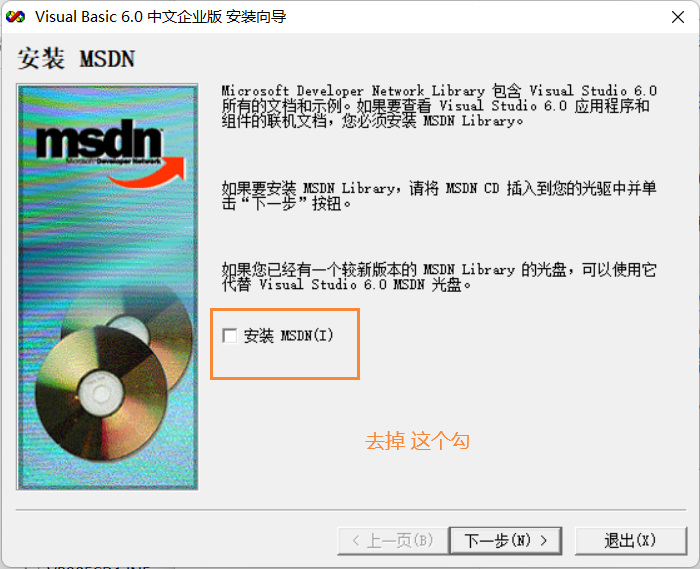 Visual Basic 6.0 中文企业版 安装向导
安装 MSDN
msdn
Microsoft Developer Network
Microsoft Developer Network Library 包含 Visual Studio 6.0
所有的文档和示例。如果要查看 Visual Studio 6.0 应用程序和
组件的联机文档，您必须安装 MSDN Library。
如果要安装 MSDN Library，请将 MSDN CD 插入到您的光驱中并单
击“下一步”按钮。
如果您已经有一个较新版本的 MSDN Library 的光盘，可以使用它
代替 Visual Studio 6.0 MSDN 光盘。
安装 MSDN(I)
去掉 这个勾
< 上一页(B)
下一步(N) >
退出(X)